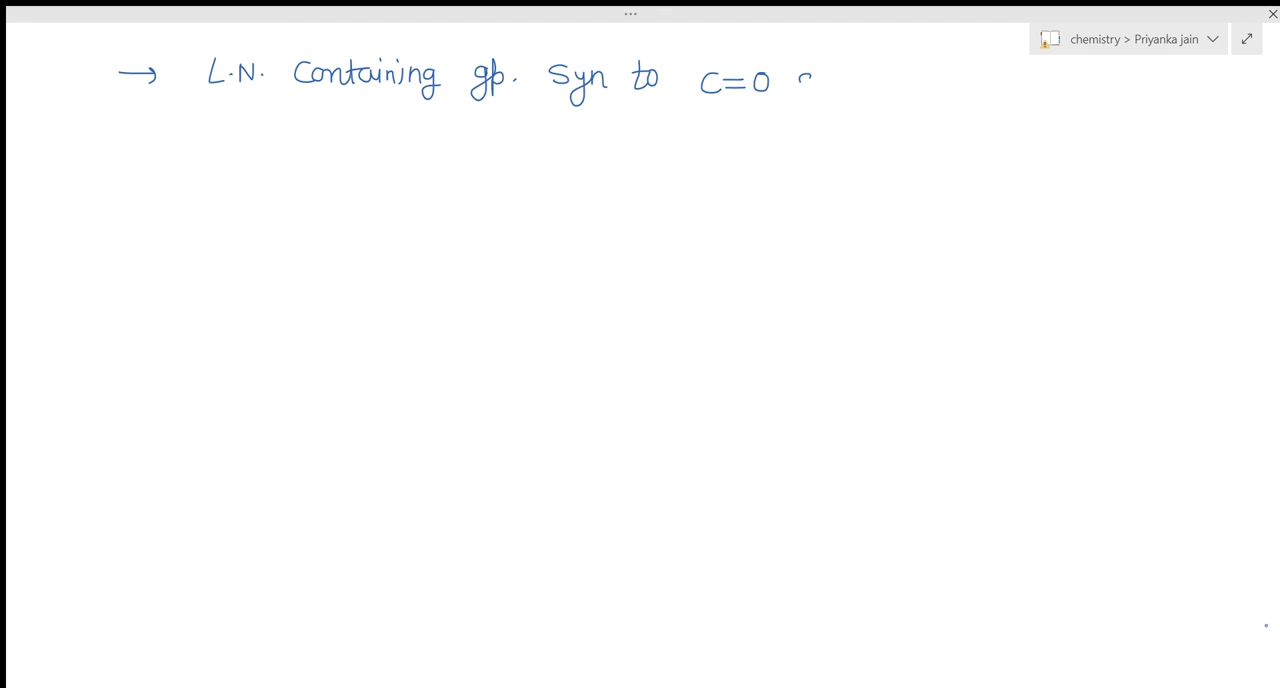 chemistry > Priyanka jain
→ L.N. Containing gp. Syn to C=O